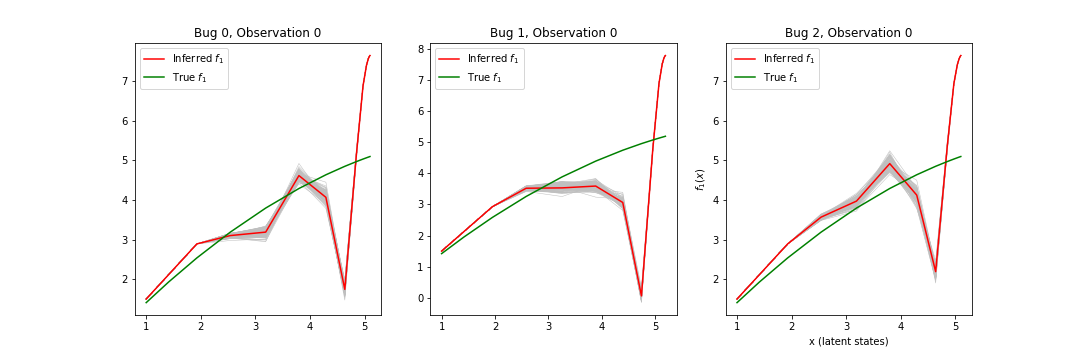 Bug 0, Observation 0
Inferred f₁
True f₁
7
6
5
4
3
2
1 2 3 4 5
Bug 1, Observation 0
Inferred f₁
True f₁
8
7
6
5
4
3
2
1
0
1 2 3 4 5
Bug 2, Observation 0
Inferred f₁
True f₁
f₁(x)
7
6
5
4
3
2
1 2 3 4 5
x (latent states)